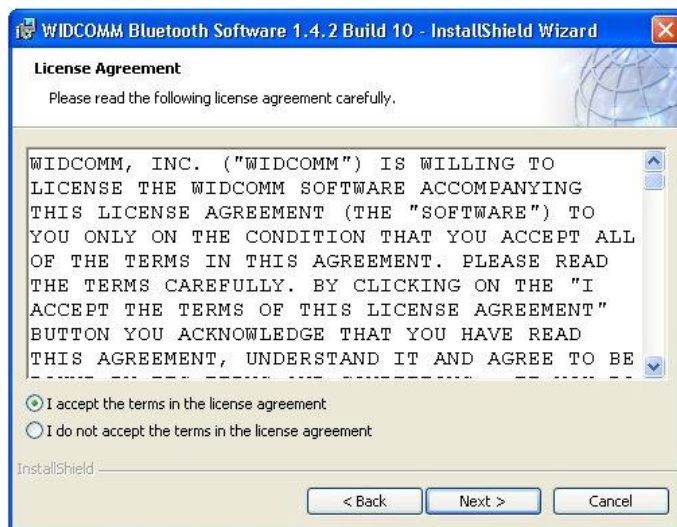 WIDCOMM Bluetooth Software 1.4.2 Build 10 - InstallShield Wizard
License Agreement
Please read the following license agreement carefully.
WIDCOMM, INC. ("WIDCOMM") IS WILLING TO
LICENSE THE WIDCOMM SOFTWARE ACCOMPANYING
THIS LICENSE AGREEMENT (THE "SOFTWARE") TO
YOU ONLY ON THE CONDITION THAT YOU ACCEPT ALL
OF THE TERMS IN THIS AGREEMENT. PLEASE READ
THE TERMS CAREFULLY. BY CLICKING ON THE "I
ACCEPT THE TERMS OF THIS LICENSE AGREEMENT"
BUTTON YOU ACKNOWLEDGE THAT YOU HAVE READ
THIS AGREEMENT, UNDERSTAND IT AND AGREE TO BE
I accept the terms in the license agreement
I do not accept the terms in the license agreement
InstallShield
< Back Next > Cancel